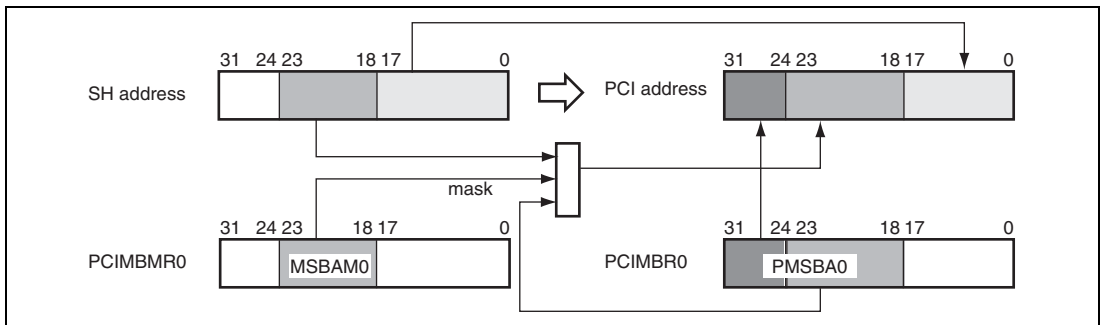 31 24 23 18 17 0
31 24 23 18 17 0
SH address
PCI address
mask
31 24 23 18 17 0
31 24 23 18 17 0
PCIMBMR0
MSBAM0
PCIMBR0
PMSBA0